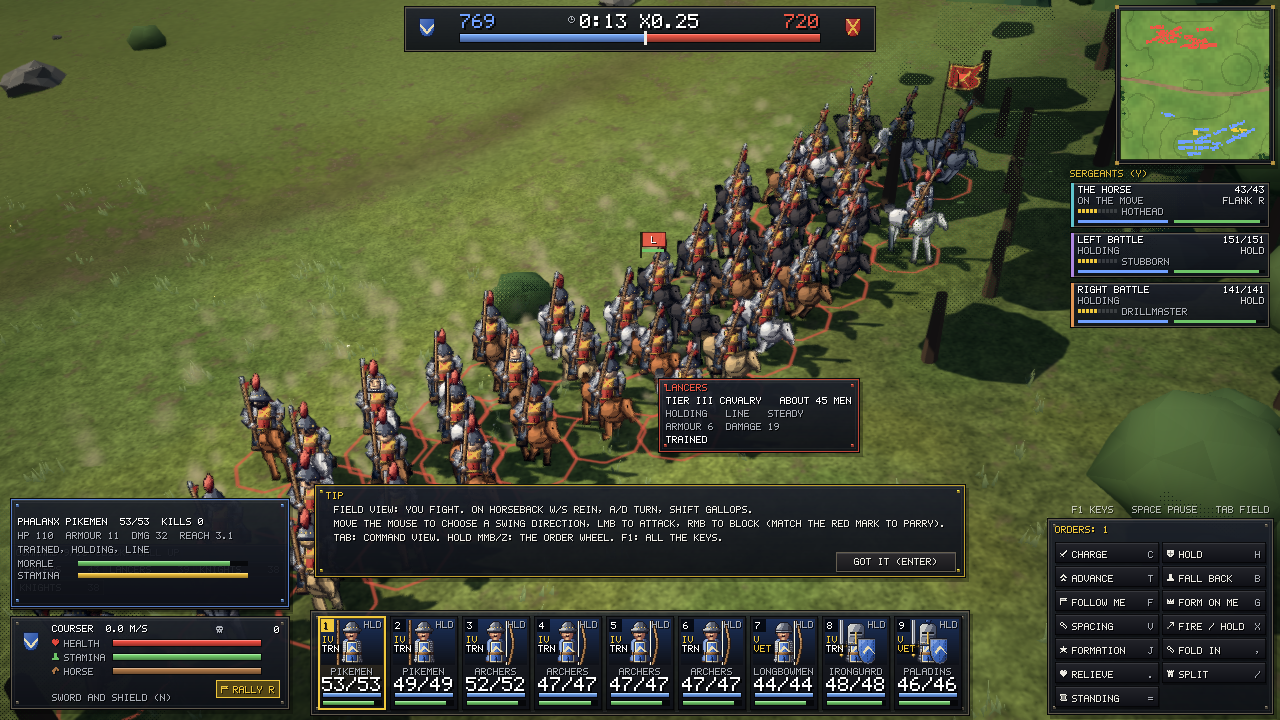 769 0:13 X0.25 720
SERGEANTS (Y)
THE HORSE 43/43
ON THE MOVE FLANK R
HOTHEAD
LEFT BATTLE 151/151
HOLDING HOLD
STUBBORN
RIGHT BATTLE 141/141
HOLDING HOLD
DRILLMASTER
L
LANCERS
TIER III CAVALRY ABOUT 45 MEN
HOLDING LINE STEADY
ARMOUR 6 DAMAGE 19
TRAINED
TIP
FIELD VIEW: YOU FIGHT. ON HORSEBACK W/S REIN, A/D TURN, SHIFT GALLOPS.
MOVE THE MOUSE TO CHOOSE A SWING DIRECTION, LMB TO ATTACK, RMB TO BLOCK (MATCH THE RED MARK TO PARRY).
TAB: COMMAND VIEW. HOLD MMB/Z: THE ORDER WHEEL. F1: ALL THE KEYS.
GOT IT (ENTER)
PHALANX PIKEMEN 53/53 KILLS 0
HP 110 ARMOUR 11 DMG 32 REACH 3.1
TRAINED, HOLDING, LINE
MORALE
STAMINA
COURSER 0.0 M/S 0
HEALTH
STAMINA
HORSE
SWORD AND SHIELD (N) RALLY R
1 HLD IV TRN PIKEMEN 53/53
2 HLD IV TRN PIKEMEN 49/49
3 HLD IV TRN ARCHERS 52/52
4 HLD IV TRN ARCHERS 47/47
5 HLD IV TRN ARCHERS 47/47
6 HLD IV TRN ARCHERS 47/47
7 HLD V VET LONGBOWMEN 44/44
8 HLD IV TRN IRONGUARD 48/48
9 HLD V VET PALADINS 46/46
F1 KEYS SPACE PAUSE TAB FIELD
ORDERS: 1
CHARGE C HOLD H
ADVANCE T FALL BACK B
FOLLOW ME F FORM ON ME G
SPACING V FIRE / HOLD X
FORMATION J FOLD IN ,
RELIEVE . SPLIT /
STANDING =